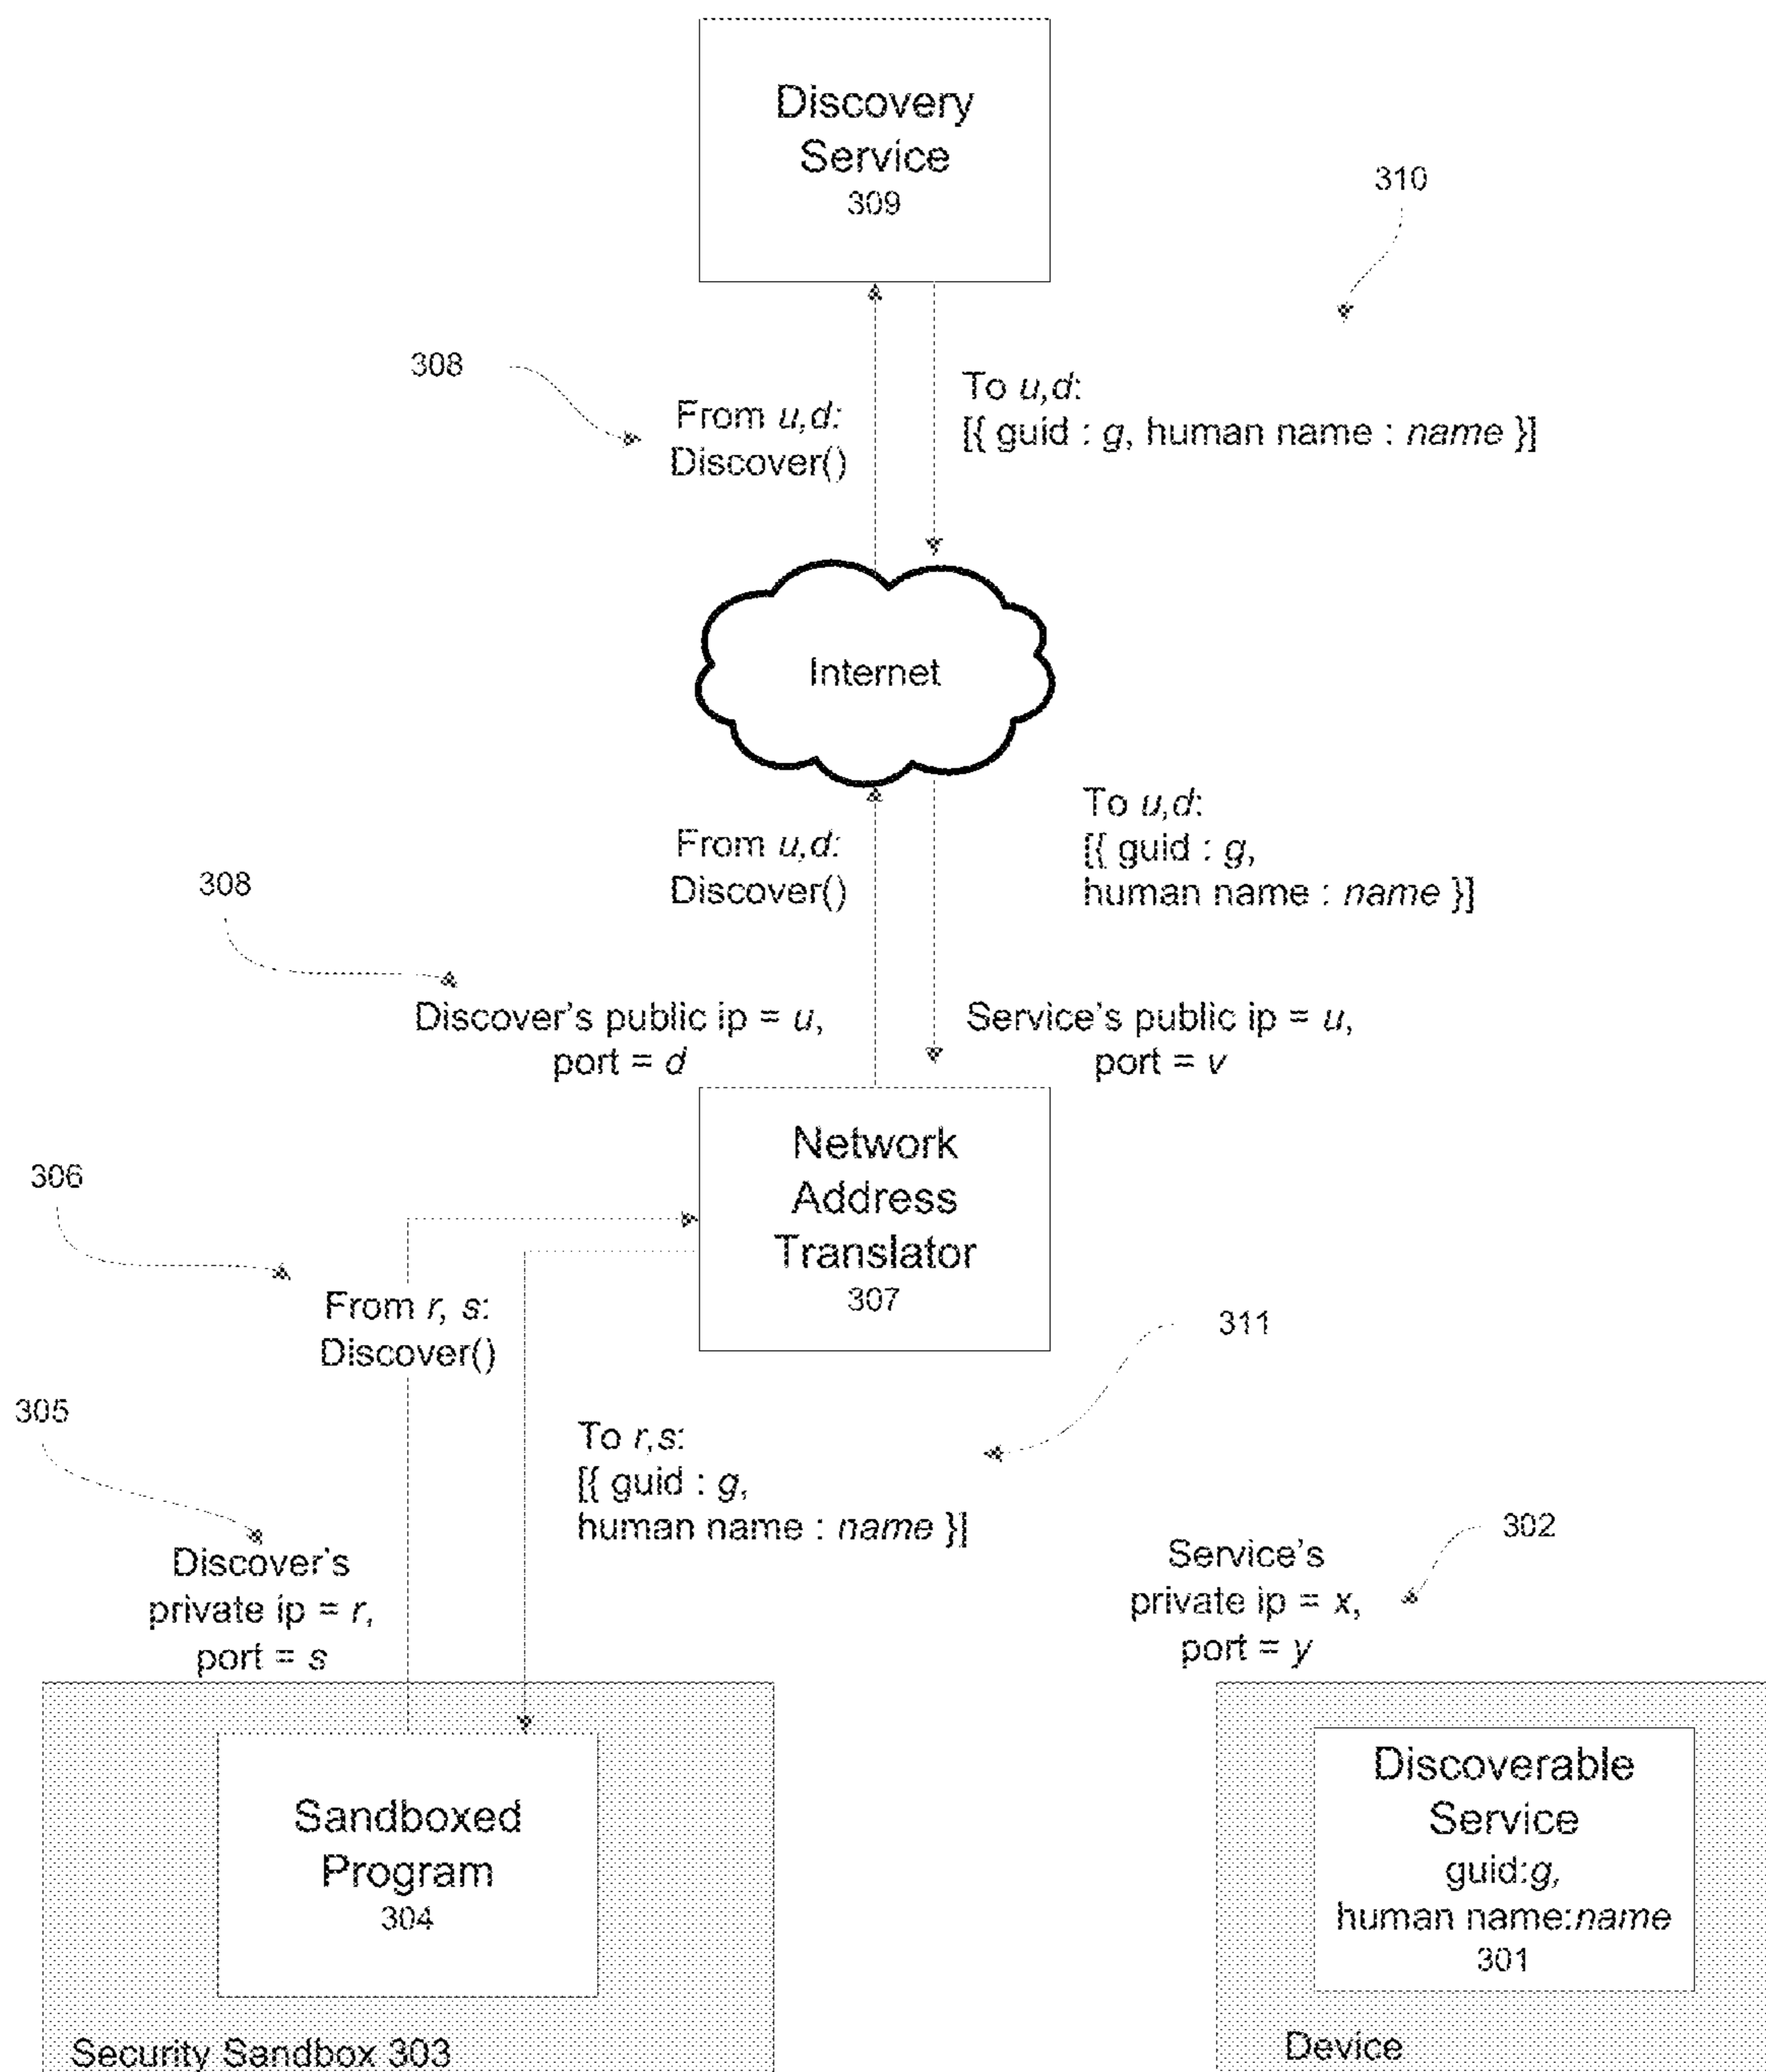 Discovery
Service
309
310
308
From u,d:
Discover()
To u,d:
[{ guid : g, human name : name }]
Internet
From u,d:
Discover()
To u,d:
[{ guid : g,
human name : name }]
308
Discover's public ip = u,
port = d
Service's public ip = u,
port = v
Network
Address
Translator
307
306
From r, s:
Discover()
311
305
To r,s:
[{ guid : g,
human name : name }]
302
Discover's
private ip = r,
port = s
Service's
private ip = x,
port = y
Sandboxed
Program
304
Security Sandbox 303
Discoverable
Service
guid:g,
human name:name
301
Device